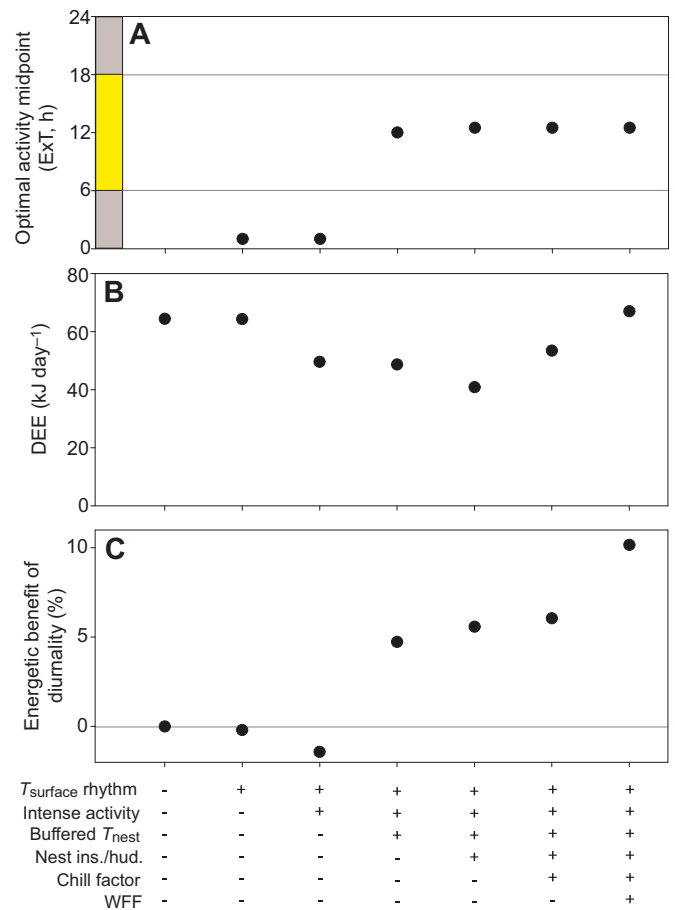 A
Optimal activity midpoint
(ExT, h)
24
18
12
6
0
B
DEE (kJ day–1)
80
60
40
20
0
C
Energetic benefit of
diurnality (%)
10
5
0
Tsurface rhythm - + + + + + +
Intense activity - - + + + + +
Buffered Tnest - - - + + + +
Nest ins./hud. - - - - + + +
Chill factor - - - - - + +
WFF - - - - - - +